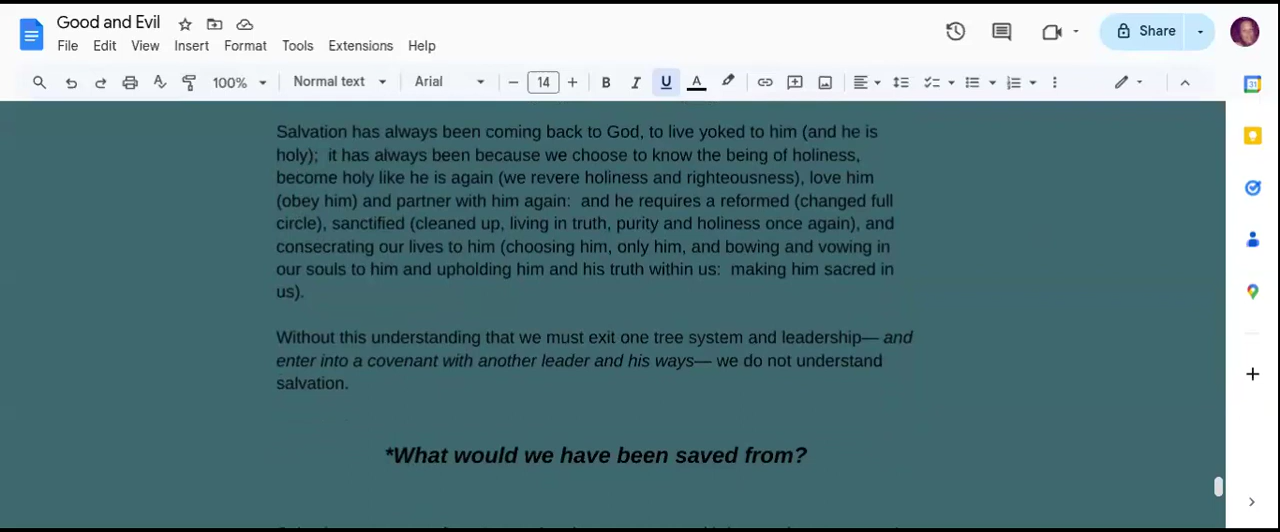 Good and Evil
File Edit View Insert Format Tools Extensions Help
Share
100% Normal text Arial − 14 + B I U A
31
Salvation has always been coming back to God, to live yoked to him (and he is
holy);  it has always been because we choose to know the being of holiness,
become holy like he is again (we revere holiness and righteousness), love him
(obey him) and partner with him again:  and he requires a reformed (changed full
circle), sanctified (cleaned up, living in truth, purity and holiness once again), and
consecrating our lives to him (choosing him, only him, and bowing and vowing in
our souls to him and upholding him and his truth within us:  making him sacred in
us).
Without this understanding that we must exit one tree system and leadership— and
enter into a covenant with another leader and his ways— we do not understand
salvation.
*What would we have been saved from?